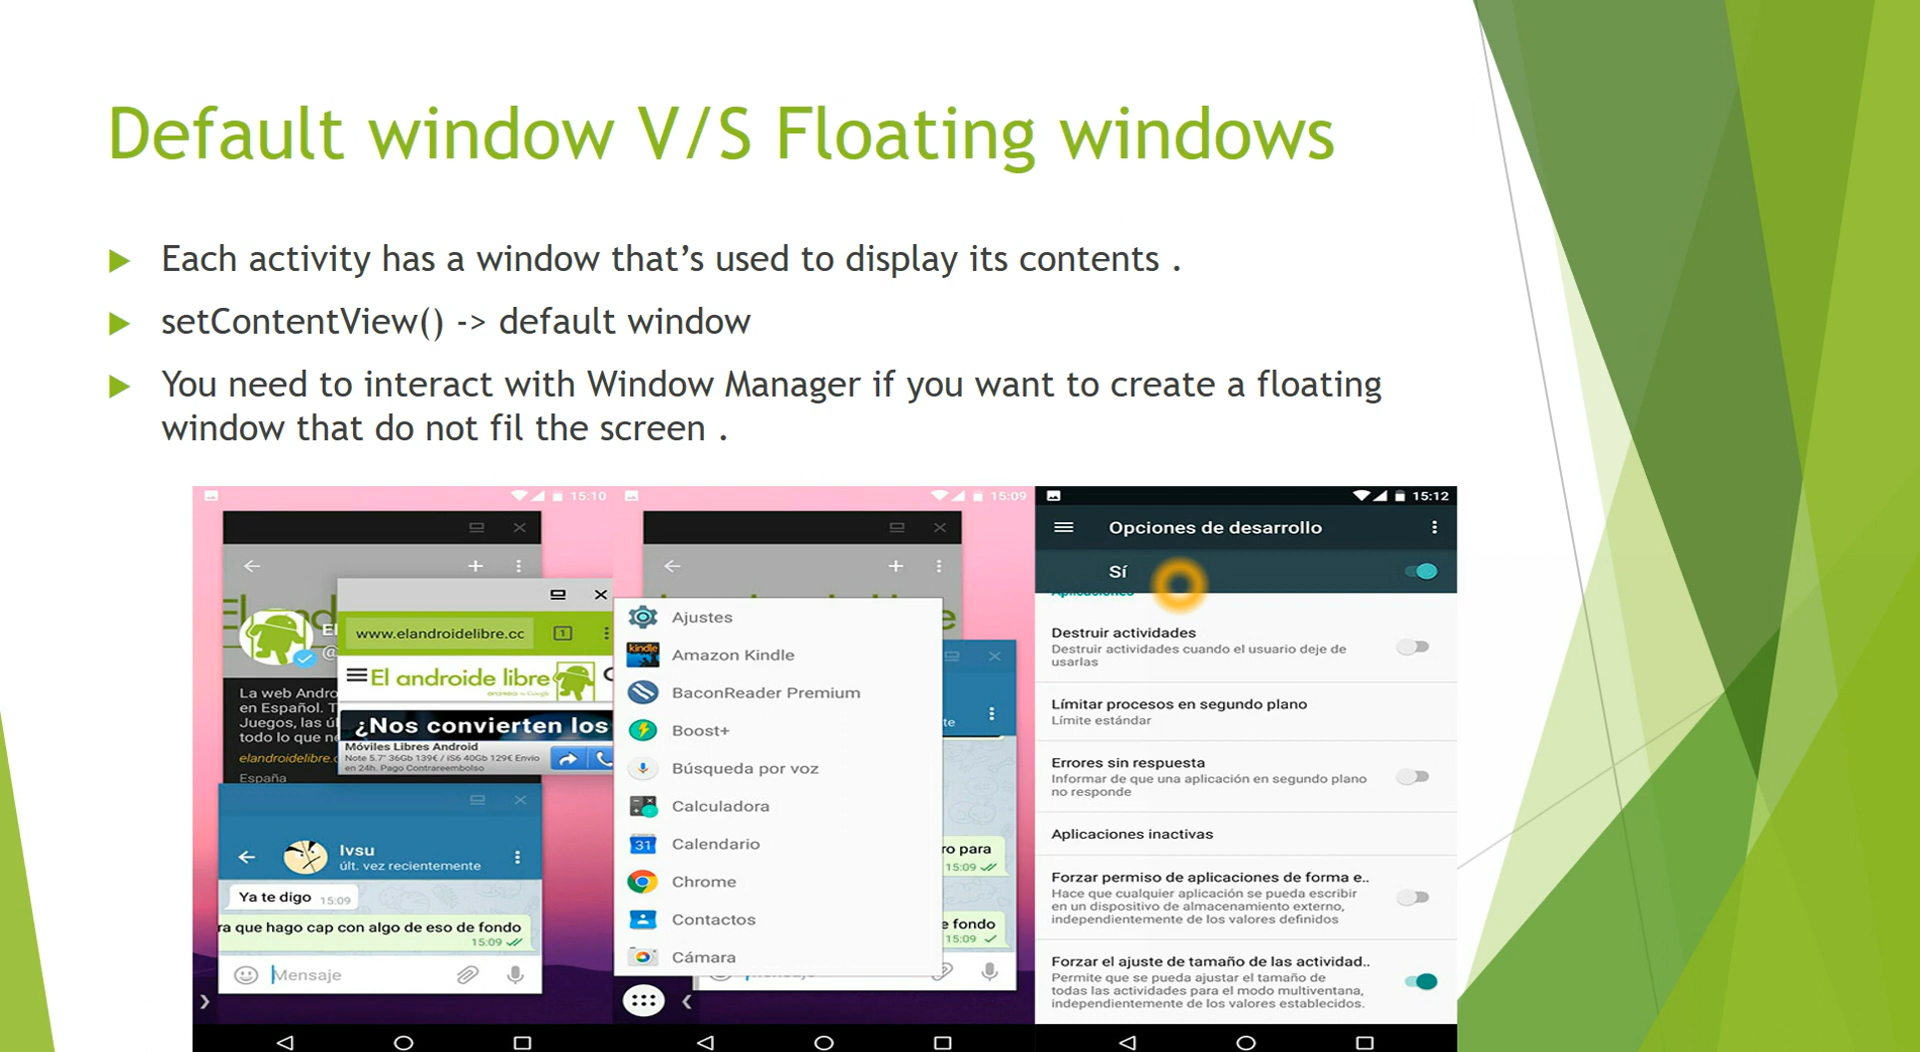 Default window V/S Floating windows
Each activity has a window that’s used to display its contents .
setContentView() -> default window
You need to interact with Window Manager if you want to create a floating
window that do not fil the screen .
15:10
El
@
www.elandroidelibre.cc
1
El androide libre
La web Andro
en Español. T
Juegos, las úl
todo lo que ne
elandroidelibre.c
España
¿Nos convierten los
Móviles Libres Android
Note 5.7" 36Gb 139€ / iS6 40Gb 129€ Envio
en 24h. Pago Contrareembolso
Ivsu
últ. vez recientemente
Ya te digo 15:09
ra que hago cap con algo de eso de fondo
15:09
Mensaje
15:09
Ajustes
kindle
Amazon Kindle
BaconReader Premium
Boost+
Búsqueda por voz
Calculadora
31
Calendario
Chrome
Contactos
Cámara
te
ro para
15:09
e fondo
15:09
15:12
Opciones de desarrollo
Sí
Aplicaciones
Destruir actividades
Destruir actividades cuando el usuario deje de
usarlas
Límitar procesos en segundo plano
Límite estándar
Errores sin respuesta
Informar de que una aplicación en segundo plano
no responde
Aplicaciones inactivas
Forzar permiso de aplicaciones de forma e..
Hace que cualquier aplicación se pueda escribir
en un dispositivo de almacenamiento externo,
independientemente de los valores definidos
Forzar el ajuste de tamaño de las actividad..
Permite que se pueda ajustar el tamaño de
todas las actividades para el modo multiventana,
independientemente de los valores establecidos.